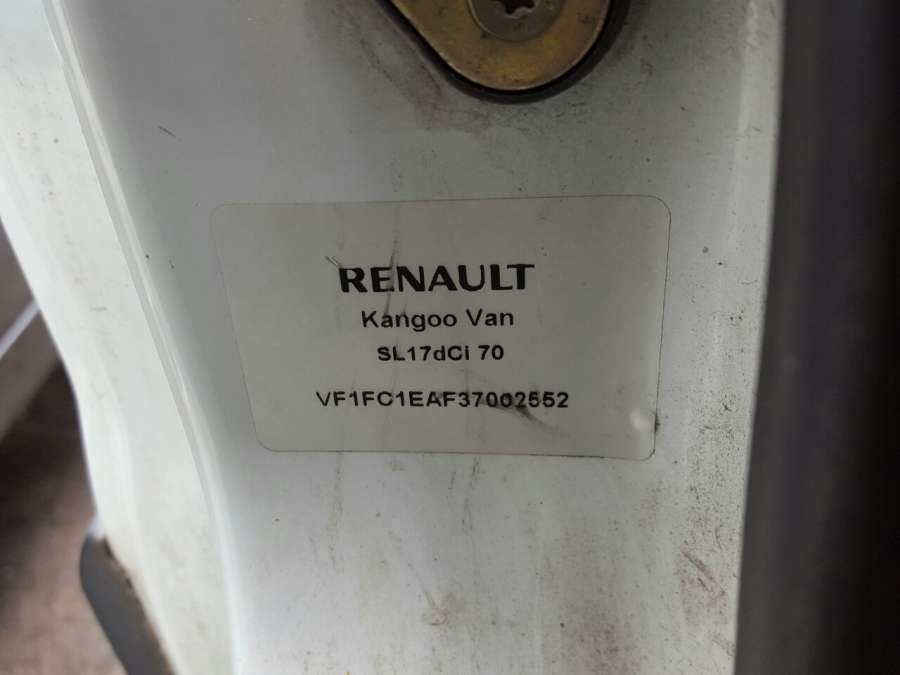 RENAULT
Kangoo Van
SL17dCi 70
VF1FC1EAF37002552